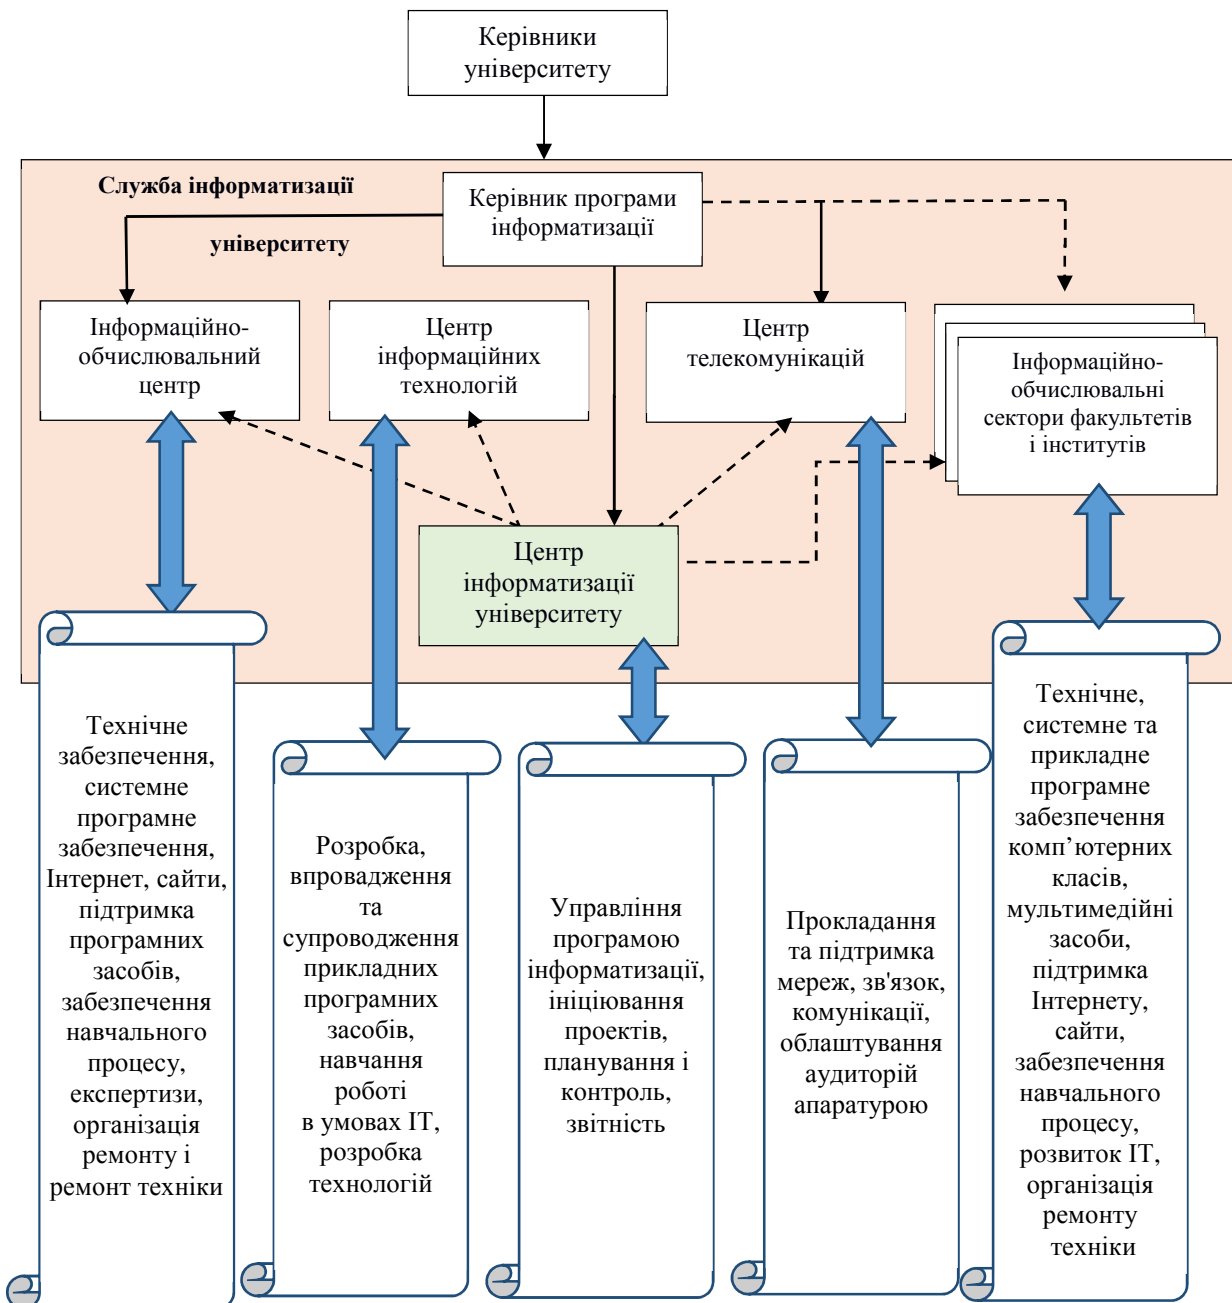 Керівники
університету
Служба інформатизації
університету
Керівник програми
інформатизації
Інформаційно-
обчислювальний
центр
Центр
інформаційних
технологій
Центр
телекомунікацій
Інформаційно-
обчислювальні
сектори факультетів
і інститутів
Центр
інформатизації
університету
Технічне
забезпечення,
системне
програмне
забезпечення,
Інтернет, сайти,
підтримка
програмних
засобів,
забезпечення
навчального
процесу,
експертизи,
організація
ремонту і
ремонт техніки
Розробка,
впровадження
та
супроводження
прикладних
програмних
засобів,
навчання
роботі
в умовах ІТ,
розробка
технологій
Управління
програмою
інформатизації,
ініціювання
проектів,
планування і
контроль,
звітність
Прокладання
та підтримка
мереж, зв'язок,
комунікації,
облаштування
аудиторій
апаратурою
Технічне,
системне та
прикладне
програмне
забезпечення
комп’ютерних
класів,
мультимедійні
засоби,
підтримка
Інтернету,
сайти,
забезпечення
навчального
процесу,
розвиток ІТ,
організація
ремонту
техніки